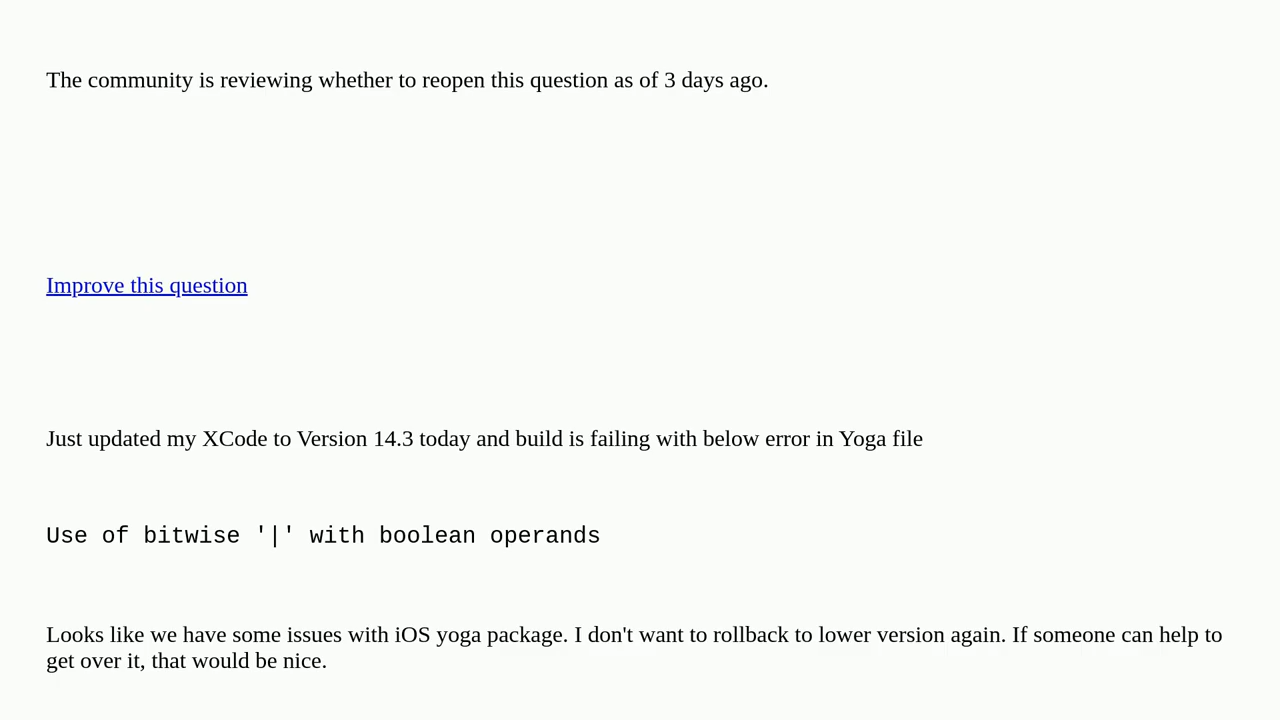 The community is reviewing whether to reopen this question as of 3 days ago.
Improve this question
Just updated my XCode to Version 14.3 today and build is failing with below error in Yoga file
Use of bitwise '|' with boolean operands
Looks like we have some issues with iOS yoga package. I don't want to rollback to lower version again. If someone can help to
get over it, that would be nice.